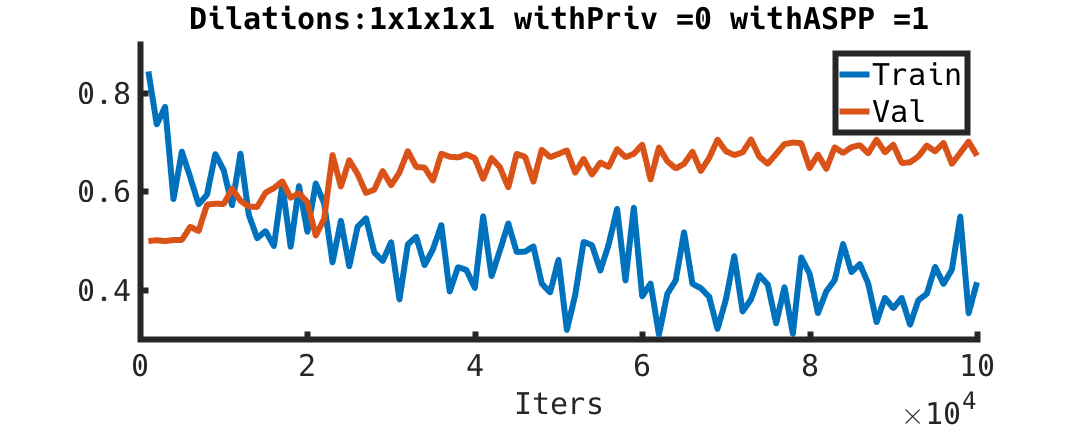 Dilations:1x1x1x1 withPriv =0 withASPP =1
Train
Val
0.8
0.6
0.4
0 2 4 6 8 10
Iters
×10^4